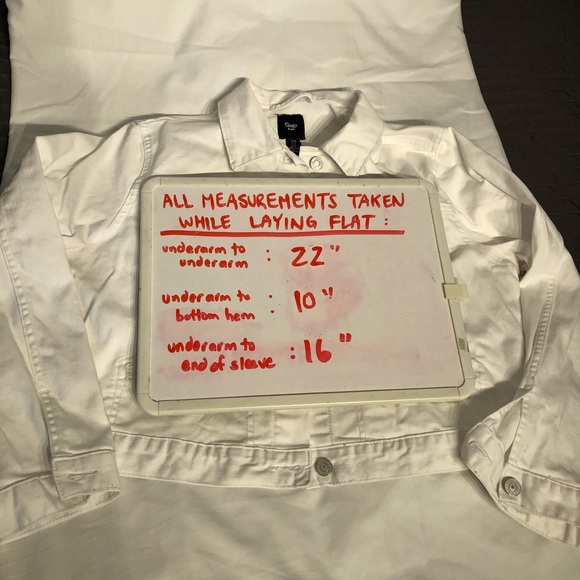 Gap
ALL MEASUREMENTS TAKEN
WHILE LAYING FLAT :
underarm to
underarm : 22"
underarm to
bottom hem : 10"
underarm to
end of sleeve : 16"